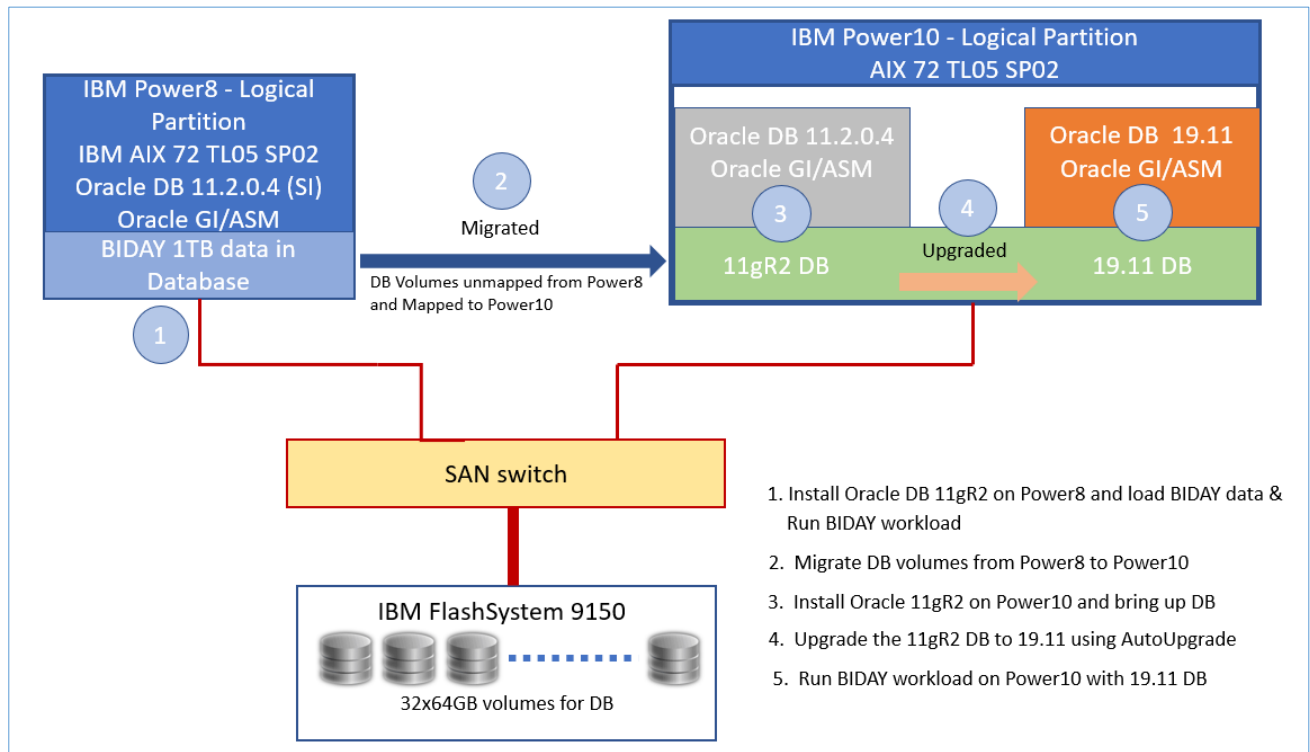 IBM Power8 - Logical
Partition
IBM AIX 72 TL05 SP02
Oracle DB 11.2.0.4 (SI)
Oracle GI/ASM
BIDAY 1TB data in
Database
1
2
Migrated
DB Volumes unmapped from Power8
and Mapped to Power10
IBM Power10 - Logical Partition
AIX 72 TL05 SP02
Oracle DB 11.2.0.4
Oracle GI/ASM
3
11gR2 DB
4
Upgraded
Oracle DB 19.11
Oracle GI/ASM
5
19.11 DB
SAN switch
IBM FlashSystem 9150
32x64GB volumes for DB
1. Install Oracle DB 11gR2 on Power8 and load BIDAY data &
Run BIDAY workload
2. Migrate DB volumes from Power8 to Power10
3. Install Oracle 11gR2 on Power10 and bring up DB
4. Upgrade the 11gR2 DB to 19.11 using AutoUpgrade
5. Run BIDAY workload on Power10 with 19.11 DB